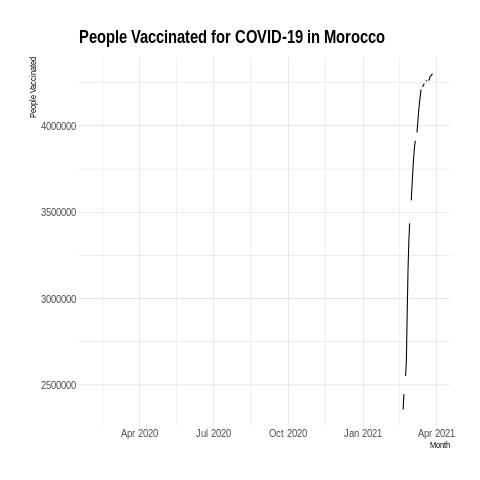 People Vaccinated for COVID-19 in Morocco
People Vaccinated
4000000
3500000
3000000
2500000
Apr 2020 Jul 2020 Oct 2020 Jan 2021 Apr 2021
Month